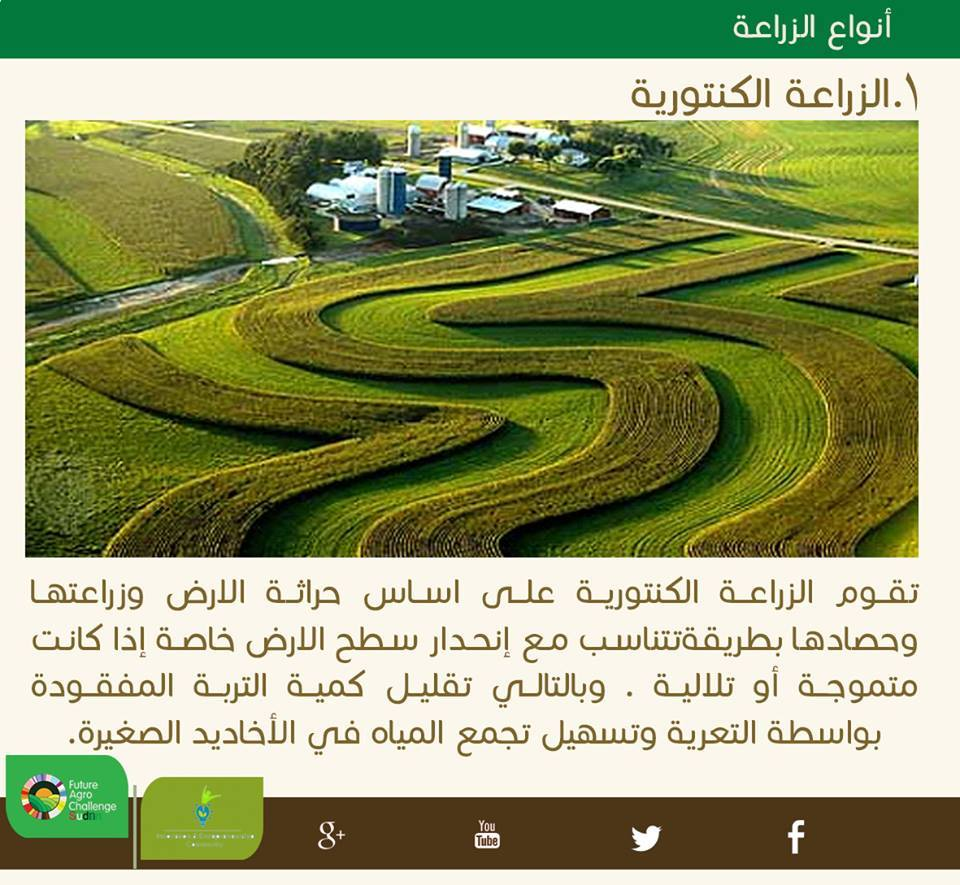 أنواع الزراعة
١.الزراعة الكنتورية
تقوم الزراعة الكنتورية على اساس حراثة الارض وزراعتها
وحصادها بطريقةتتناسب مع إنحدار سطح الارض خاصة إذا كانت
متموجة أو تلالية . وبالتالي تقليل كمية التربة المفقودة
بواسطة التعرية وتسهيل تجمع المياه في الأخاديد الصغيرة.
Future
Agro
Challenge
Sudan
Community
g+
You
Tube
f